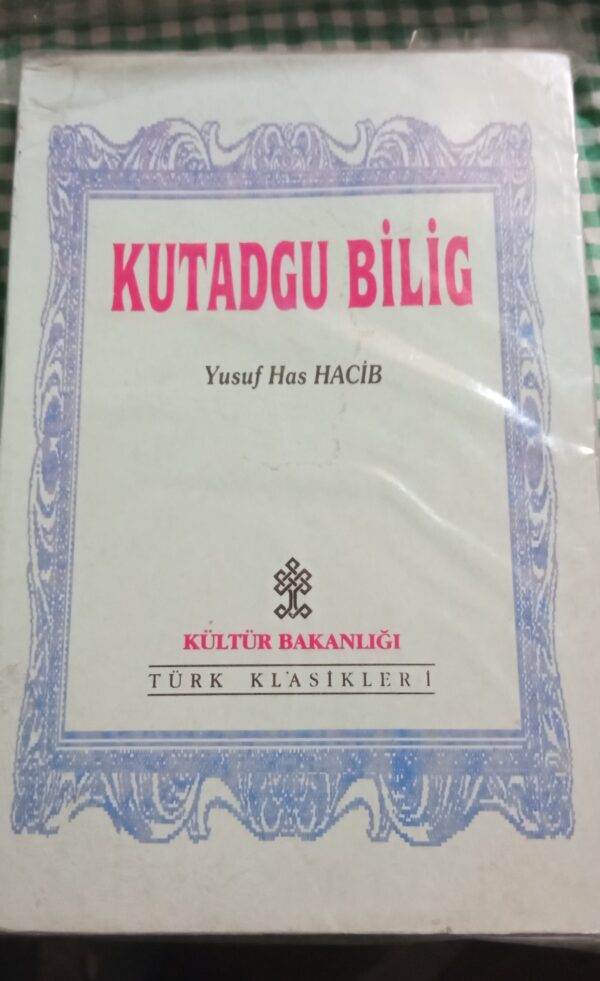 KUTADGU BİLİG
Yusuf Has HACİB
KÜLTÜR BAKANLIĞI
TÜRK KLASİKLERİ